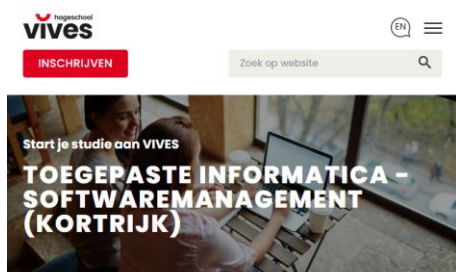 hogeschool
vives
EN
INSCHRIJVEN
Zoek op website
Start je studie aan VIVES
TOEGEPASTE INFORMATICA -
SOFTWAREMANAGEMENT
(KORTRIJK)